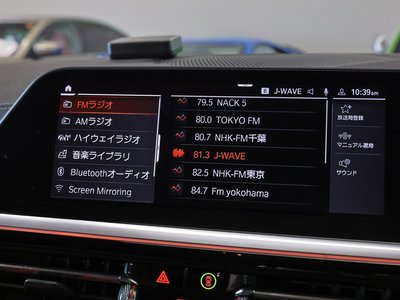 6 J-WAVE 10:39am
FMラジオ
AMラジオ
ハイウェイラジオ
音楽ライブラリ
Bluetoothオーディオ
Screen Mirroring
79.5 NACK 5
80.0 TOKYO FM
80.7 NHK-FM千葉
81.3 J-WAVE
82.5 NHK-FM東京
84.7 Fm yokohama
放送用登録
マニュアル選局
サウンド